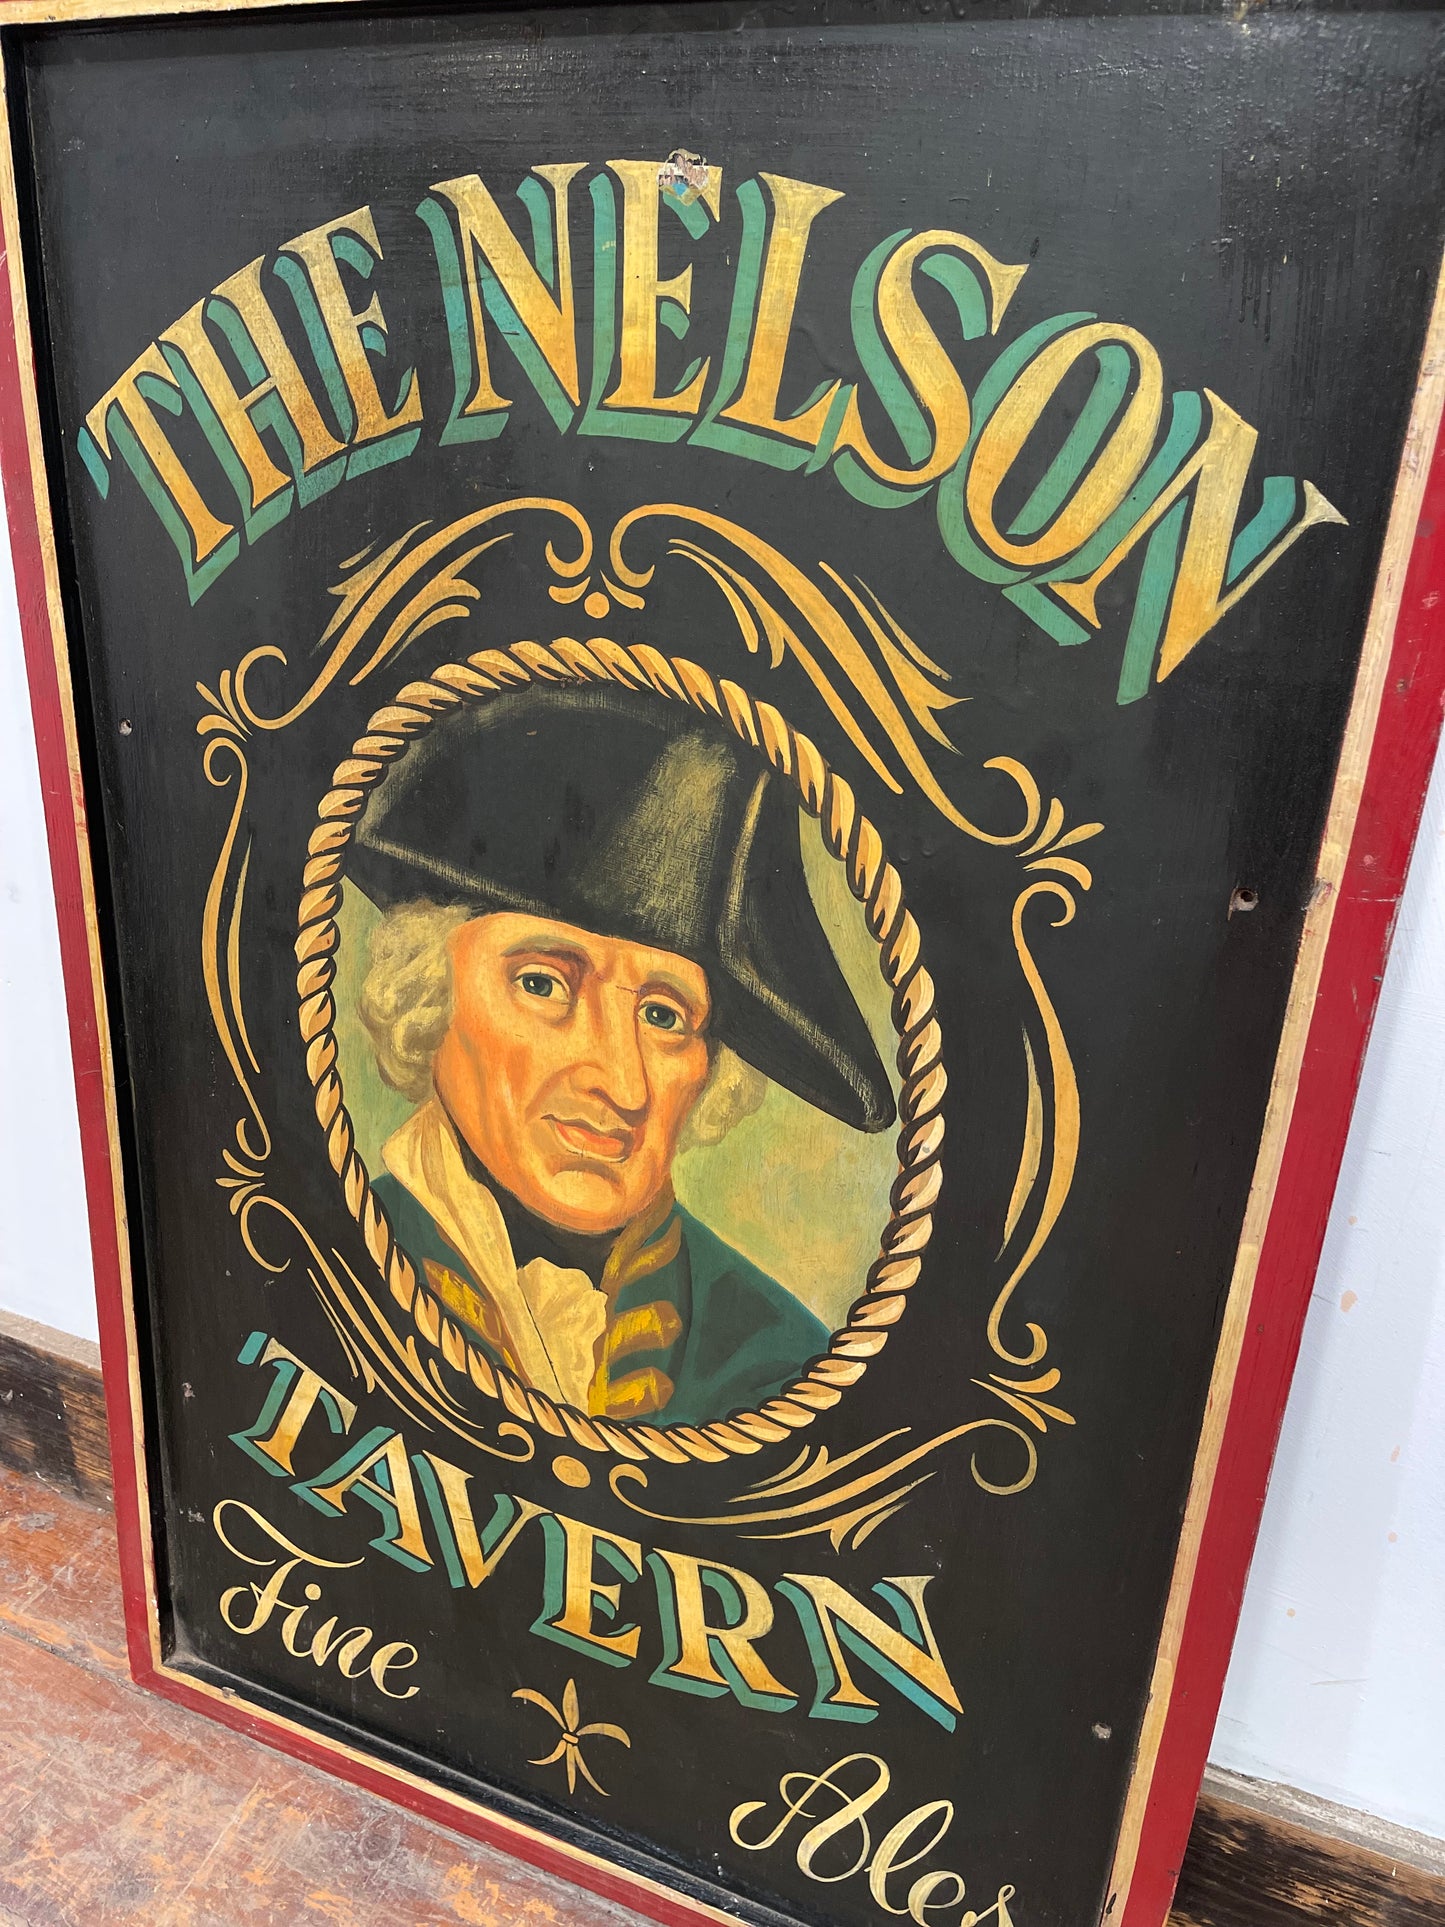 THE NELSON
TAVERN
Fine Ales